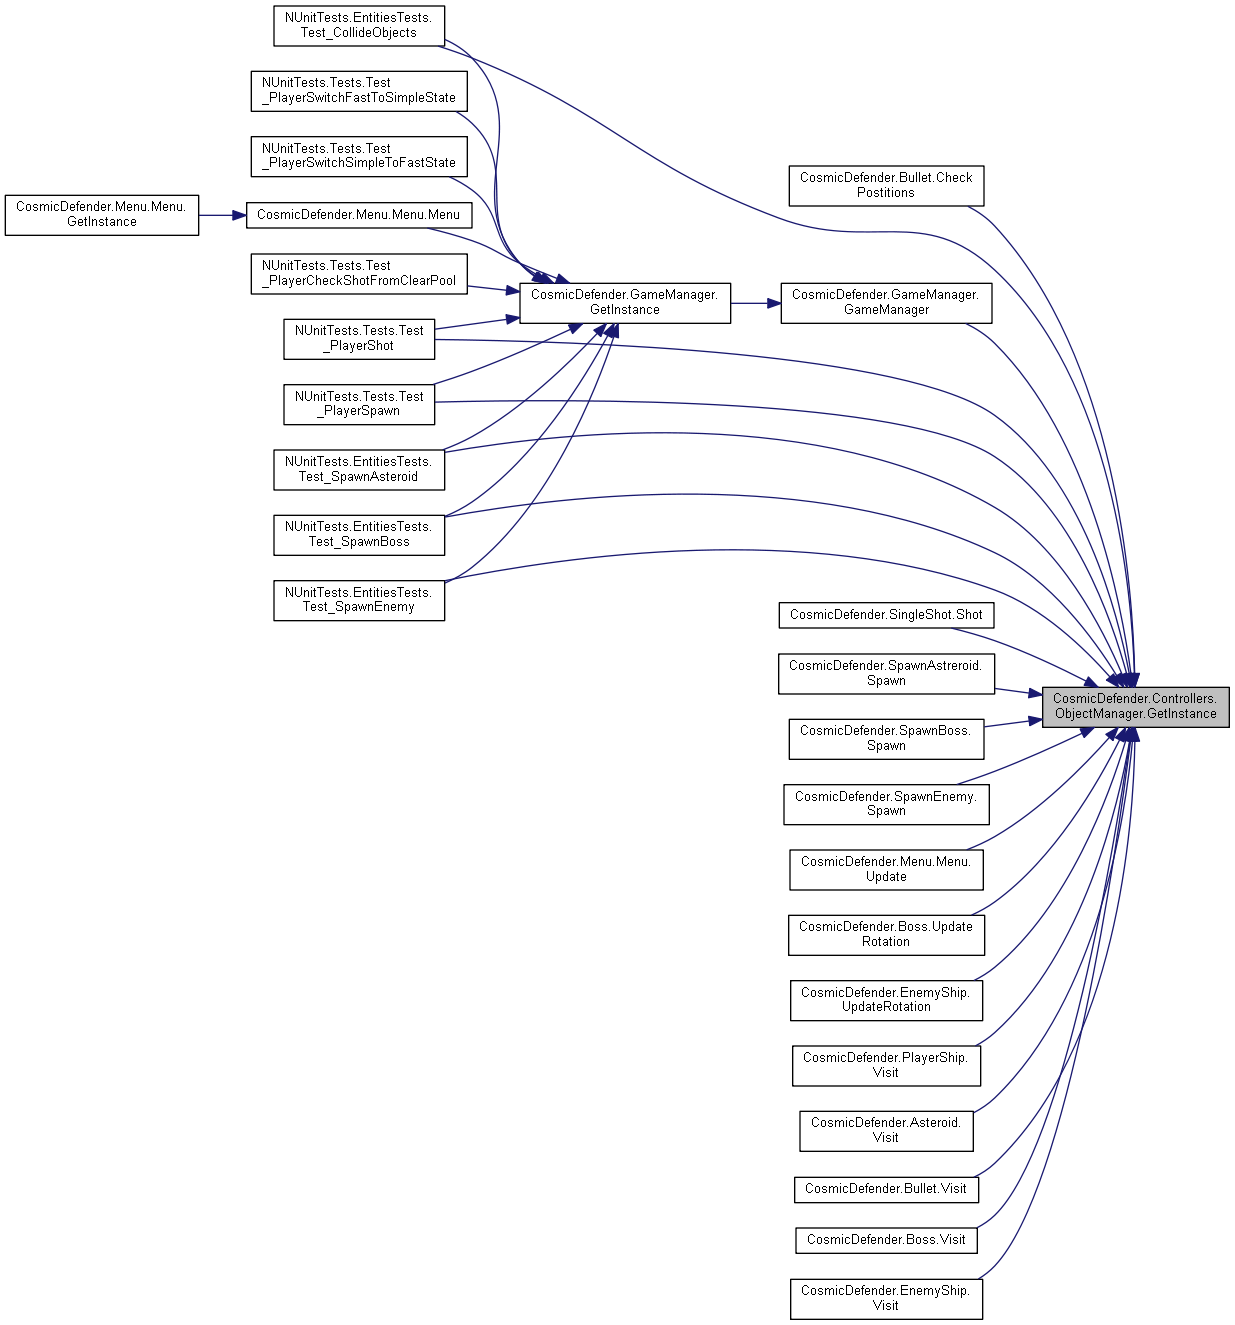 NUnitTests.EntitiesTests.
Test_CollideObjects
NUnitTests.Tests.Test
_PlayerSwitchFastToSimpleState
NUnitTests.Tests.Test
_PlayerSwitchSimpleToFastState
CosmicDefender.Menu.Menu.
GetInstance
CosmicDefender.Menu.Menu.Menu
NUnitTests.Tests.Test
_PlayerCheckShotFromClearPool
NUnitTests.Tests.Test
_PlayerShot
NUnitTests.Tests.Test
_PlayerSpawn
NUnitTests.EntitiesTests.
Test_SpawnAsteroid
NUnitTests.EntitiesTests.
Test_SpawnBoss
NUnitTests.EntitiesTests.
Test_SpawnEnemy
CosmicDefender.GameManager.
GetInstance
CosmicDefender.Bullet.Check
Postitions
CosmicDefender.GameManager.
GameManager
CosmicDefender.SingleShot.Shot
CosmicDefender.SpawnAstreroid.
Spawn
CosmicDefender.SpawnBoss.
Spawn
CosmicDefender.SpawnEnemy.
Spawn
CosmicDefender.Menu.Menu.
Update
CosmicDefender.Boss.Update
Rotation
CosmicDefender.EnemyShip.
UpdateRotation
CosmicDefender.PlayerShip.
Visit
CosmicDefender.Asteroid.
Visit
CosmicDefender.Bullet.Visit
CosmicDefender.Boss.Visit
CosmicDefender.EnemyShip.
Visit
CosmicDefender.Controllers.
ObjectManager.GetInstance